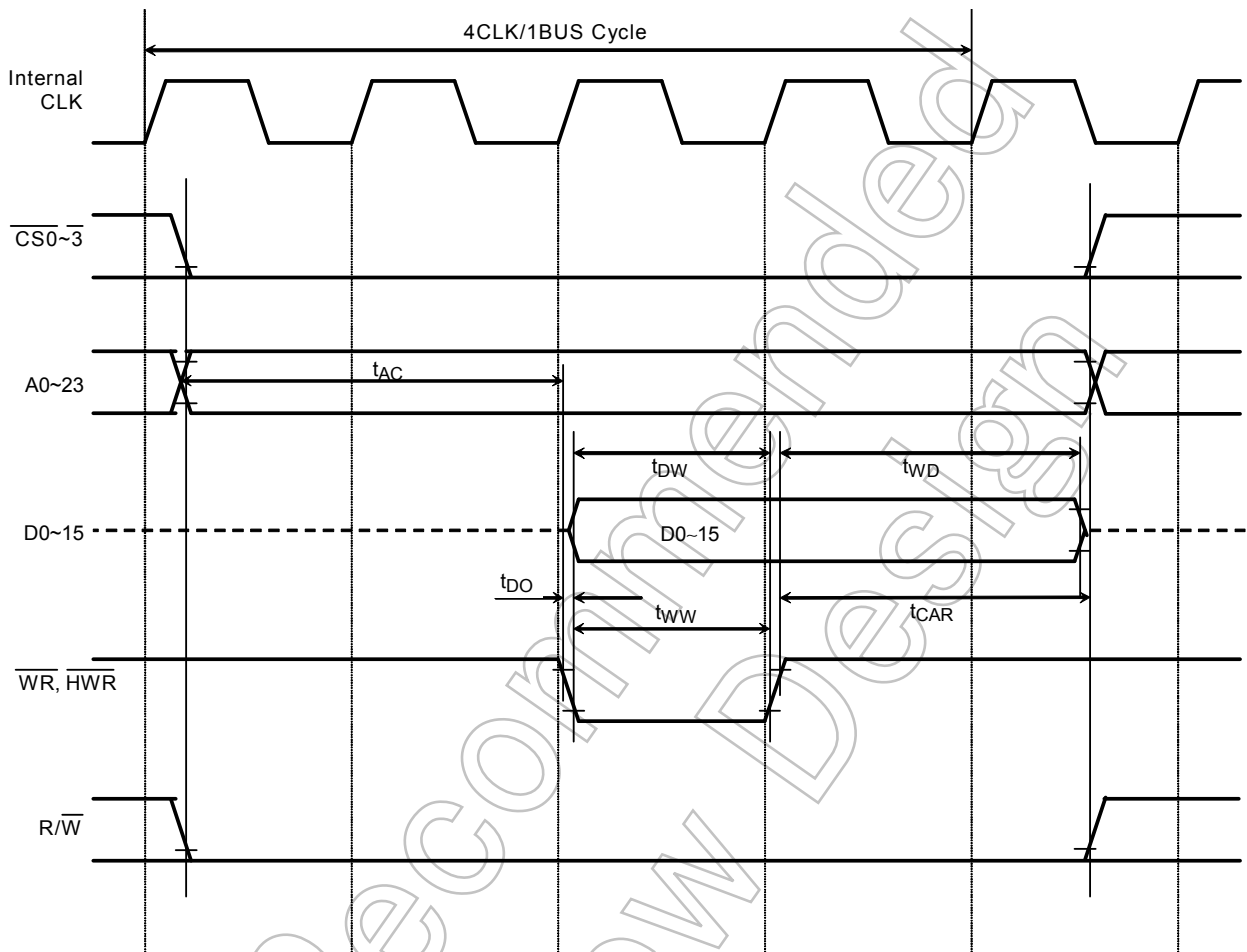 4CLK/1BUS Cycle
Internal
CLK
CS0~3
A0~23
tAC
tDW
tWD
D0~15
D0~15
tDO
tWW
tCAR
WR, HWR
R/W
Recommended
w Design